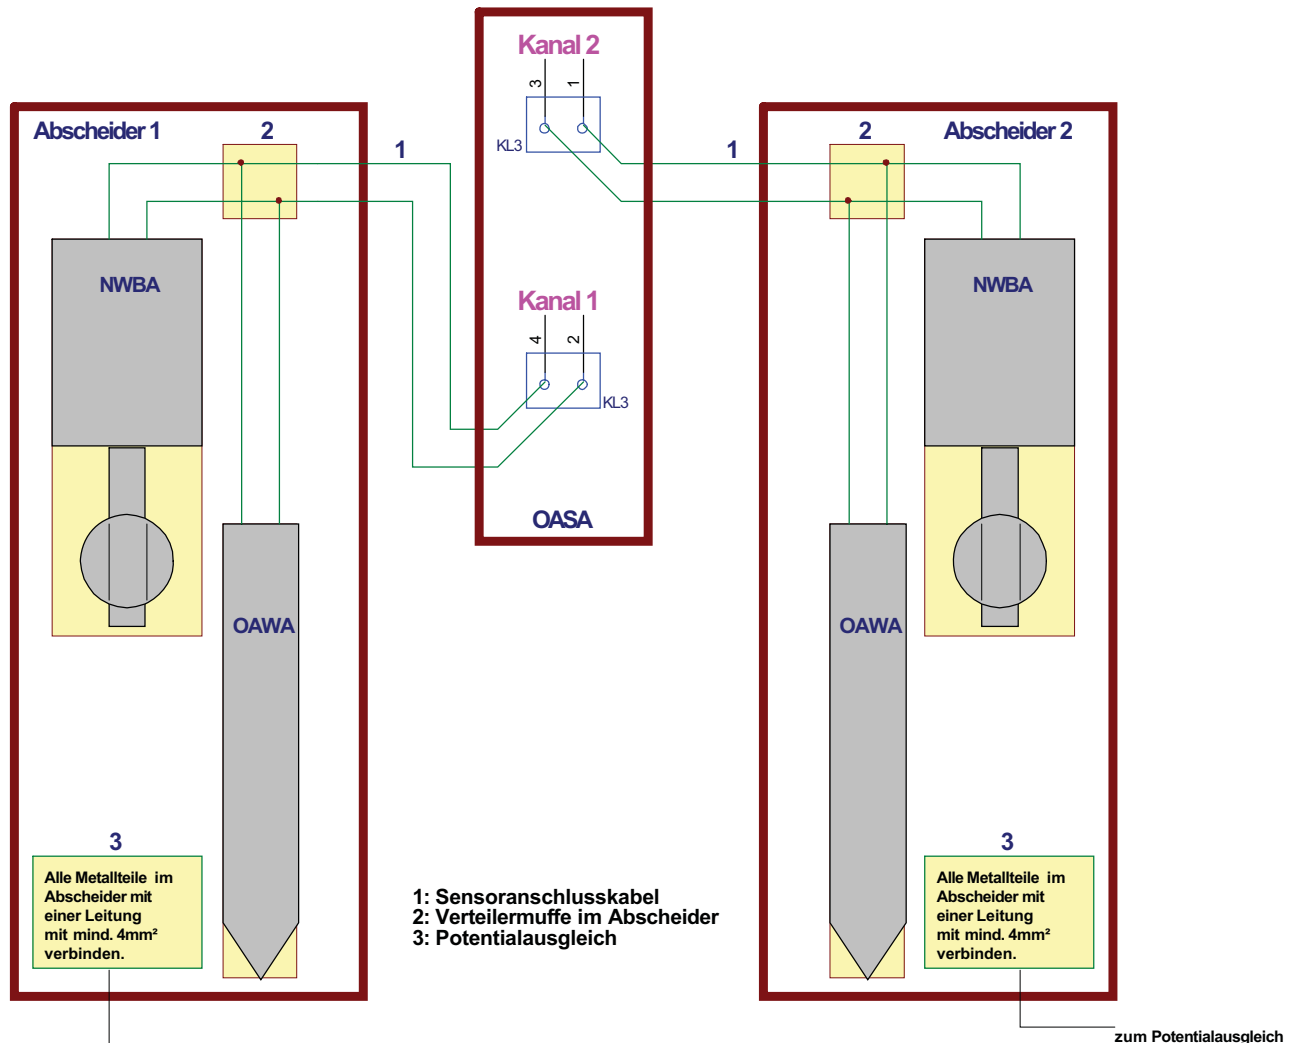 Kanal 2
3
1
KL3
Abscheider 1
2
1
1
2
Abscheider 2
NWBA
NWBA
Kanal 1
4
2
KL3
OASA
OAWA
OAWA
3
Alle Metallteile im
Abscheider mit
einer Leitung
mit mind. 4mm²
verbinden.
1: Sensoranschlusskabel
2: Verteilermuffe im Abscheider
3: Potentialausgleich
3
Alle Metallteile im
Abscheider mit
einer Leitung
mit mind. 4mm²
verbinden.
zum Potentialausgleich